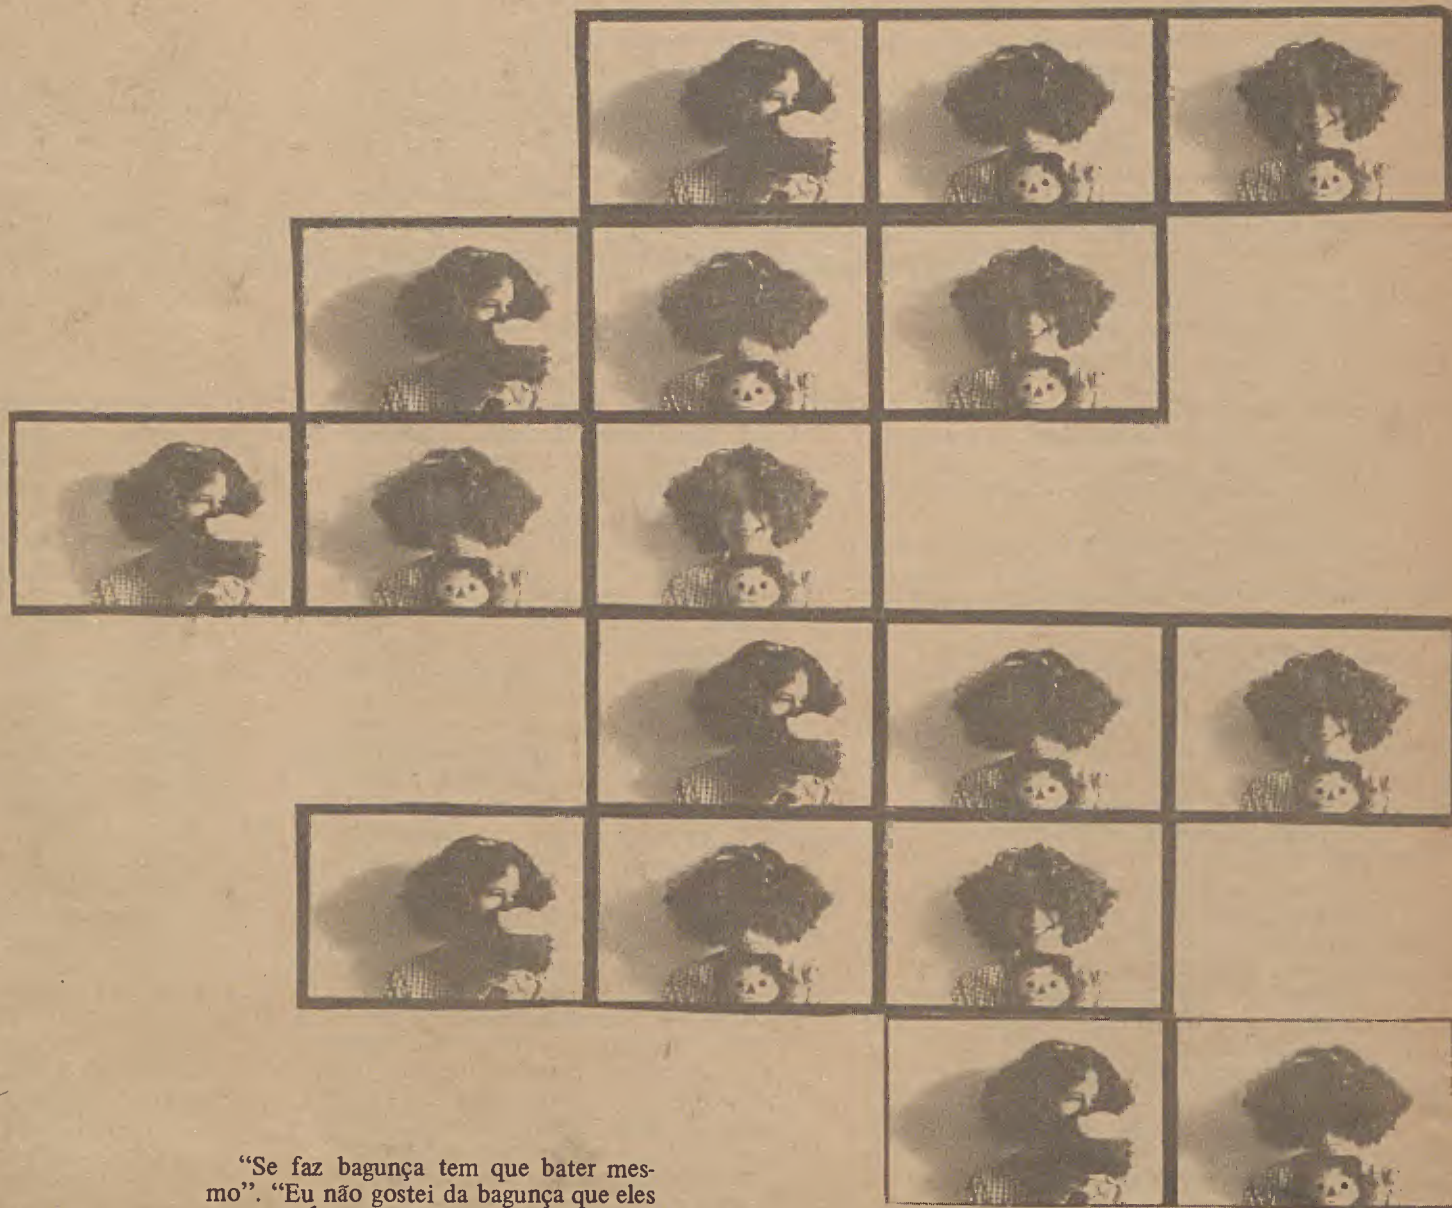 “Se faz bagunça tem que bater mes-
mo”. “Eu não gostei da bagunça que eles